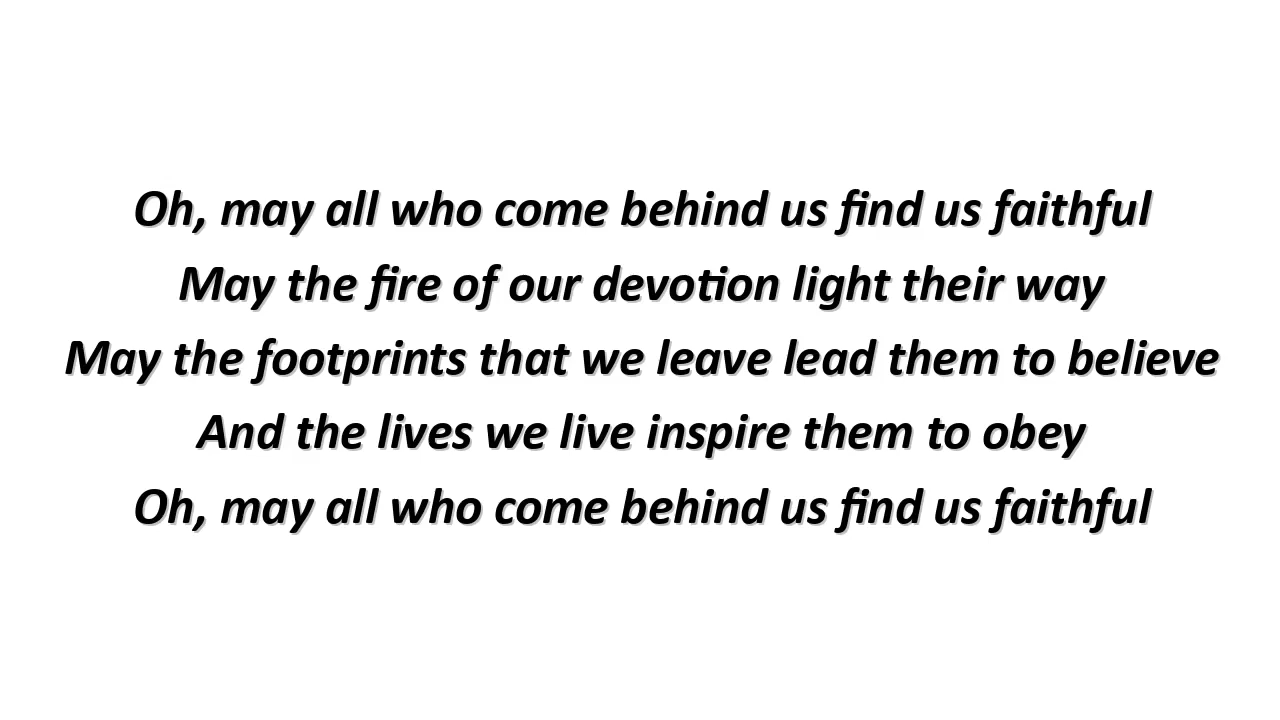 Oh, may all who come behind us find us faithful
May the fire of our devotion light their way
May the footprints that we leave lead them to believe
And the lives we live inspire them to obey
Oh, may all who come behind us find us faithful